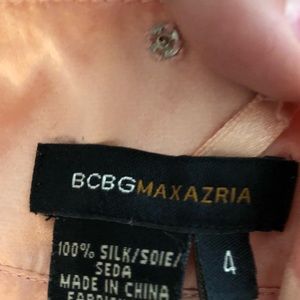 BCBGMAXAZRIA
100% SILK/SOIE/
SEDA
MADE IN CHINA
4